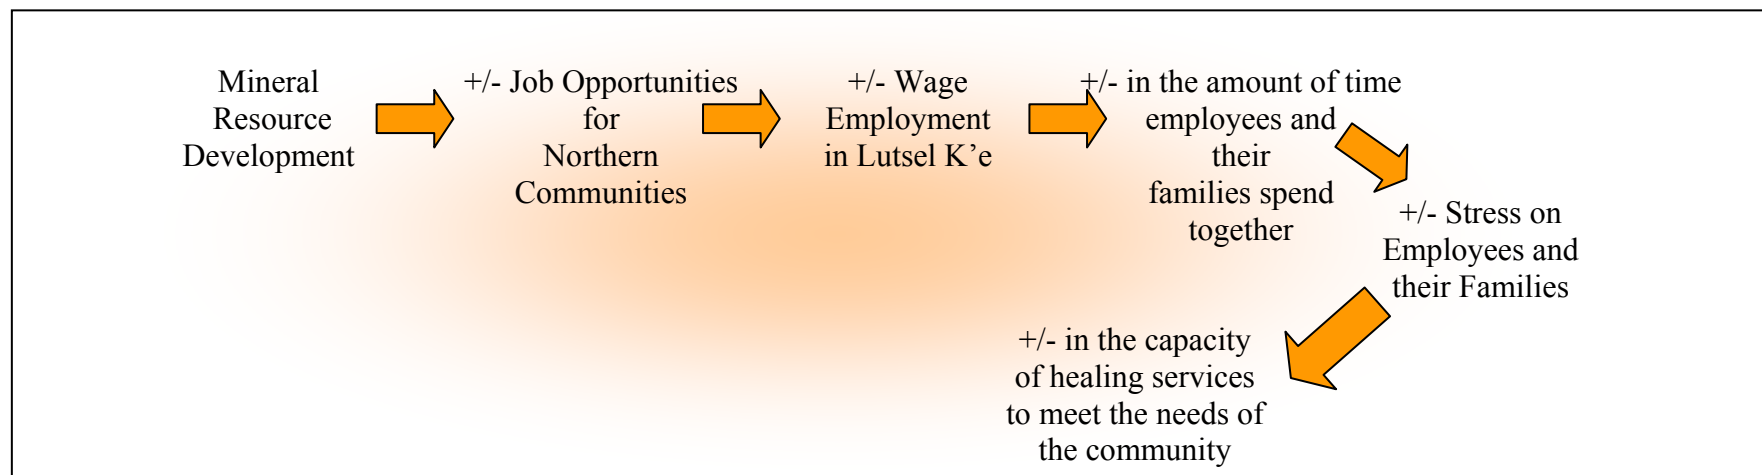 Mineral
Resource
Development
+/- Job Opportunities
for
Northern
Communities
+/- Wage
Employment
in Lutsel K’e
+/- in the amount of time
employees and
their
families spend
together
+/- Stress on
Employees and
their Families
+/- in the capacity
of healing services
to meet the needs of
the community